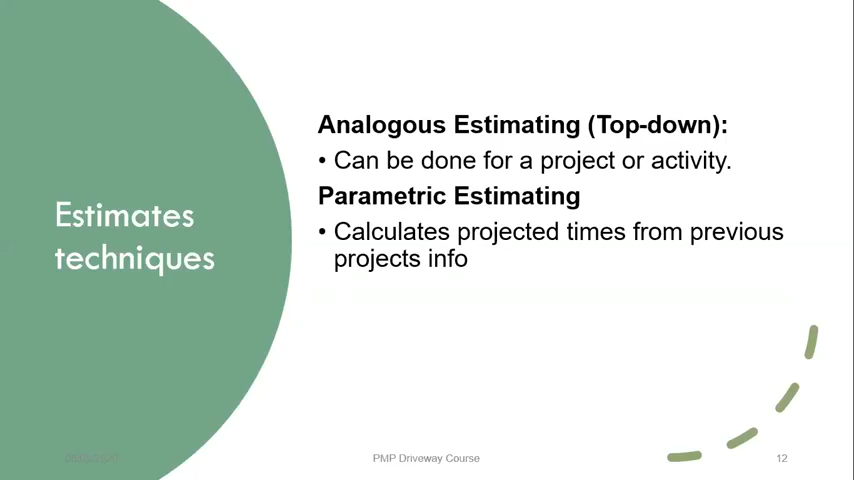 Estimates
techniques
Analogous Estimating (Top-down):
• Can be done for a project or activity.
Parametric Estimating
• Calculates projected times from previous
projects info
PMP Driveway Course
12